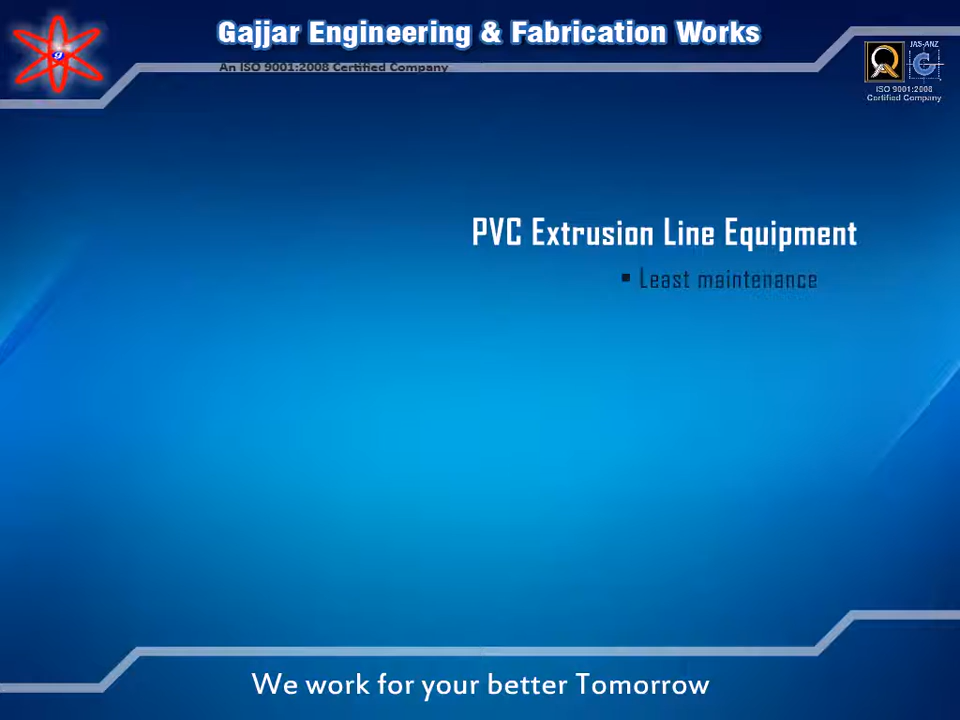 Gajjar Engineering & Fabrication Works
An ISO 9001:2008 Certified Company
JAS-ANZ
ISO 9001:2008
Certified Company
PVC Extrusion Line Equipment
▪ Least maintenance
We work for your better Tomorrow